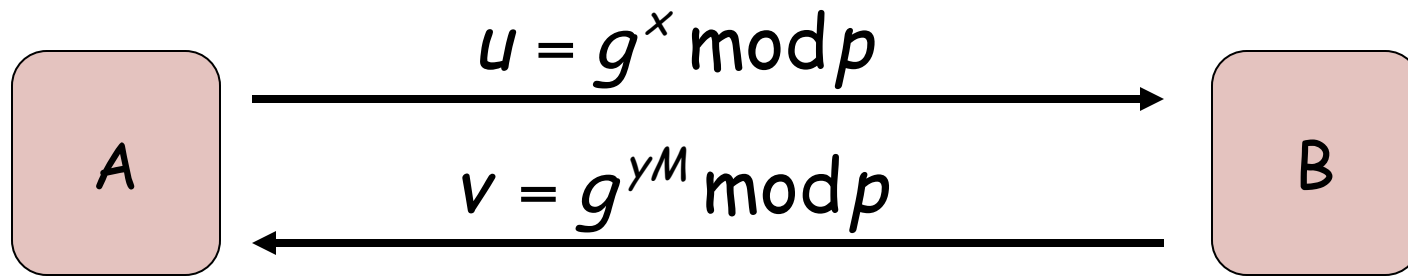 u = g^x mod p
A
B
v = g^{yM} mod p